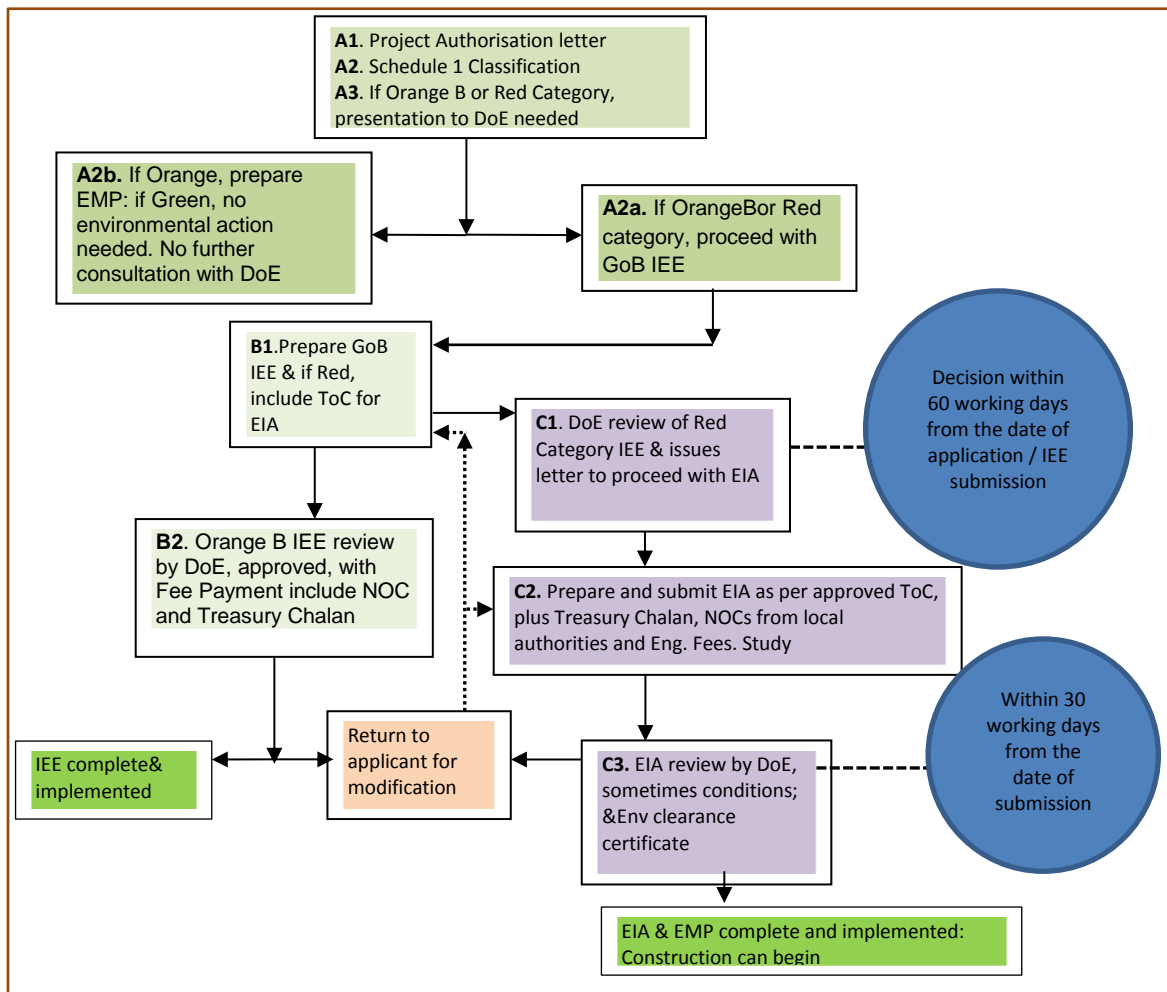 A1. Project Authorisation letter
A2. Schedule 1 Classification
A3. If Orange B or Red Category,
presentation to DoE needed
A2b. If Orange, prepare
EMP: if Green, no
environmental action
needed. No further
consultation with DoE
A2a. If OrangeBor Red
category, proceed with
GoB IEE
B1.Prepare GoB
IEE & if Red,
include ToC for
EIA
Decision within
60 working days
from the date of
application / IEE
submission
C1. DoE review of Red
Category IEE & issues
letter to proceed with EIA
B2. Orange B IEE review
by DoE, approved, with
Fee Payment include NOC
and Treasury Chalan
C2. Prepare and submit EIA as per approved ToC,
plus Treasury Chalan, NOCs from local
authorities and Eng. Fees. Study
Within 30
working days
from the
date of
submission
IEE complete&
implemented
Return to
applicant for
modification
C3. EIA review by DoE,
sometimes conditions;
&Env clearance
certificate
EIA & EMP complete and implemented:
Construction can begin